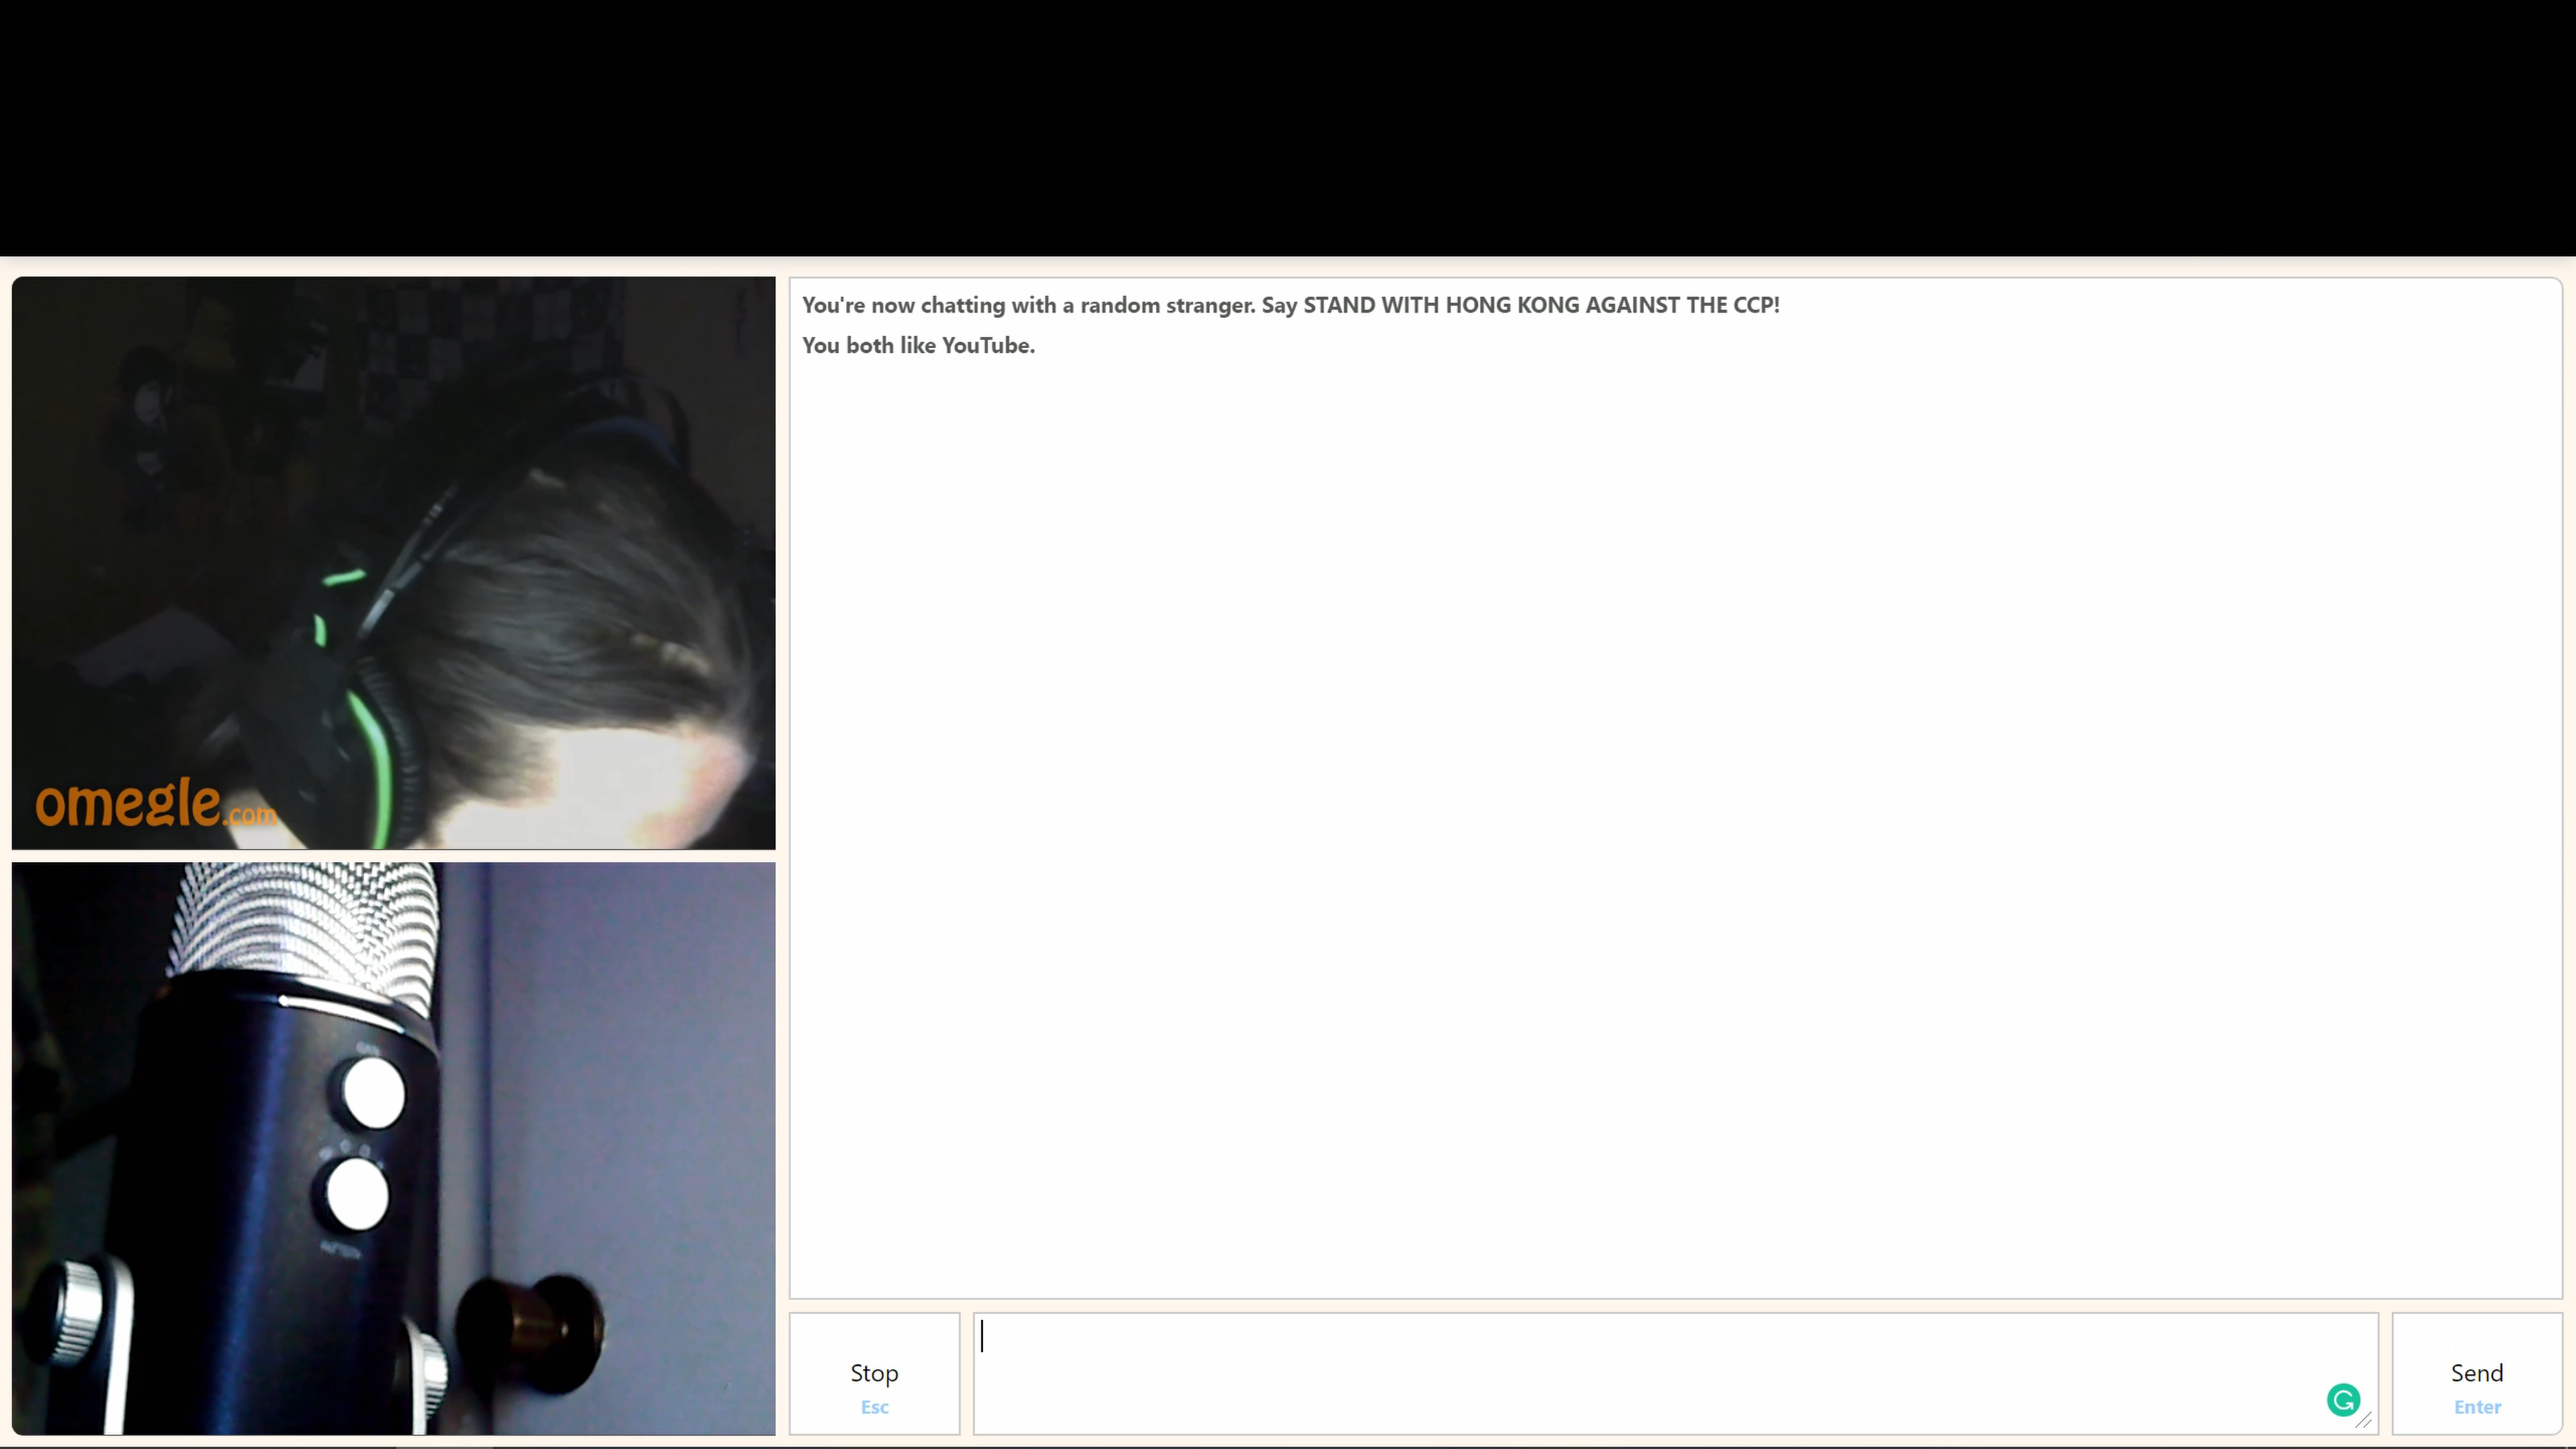 You're now chatting with a random stranger. Say STAND WITH HONG KONG AGAINST THE CCP!
You both like YouTube.
omegle.com
Stop
Esc
Send
Enter